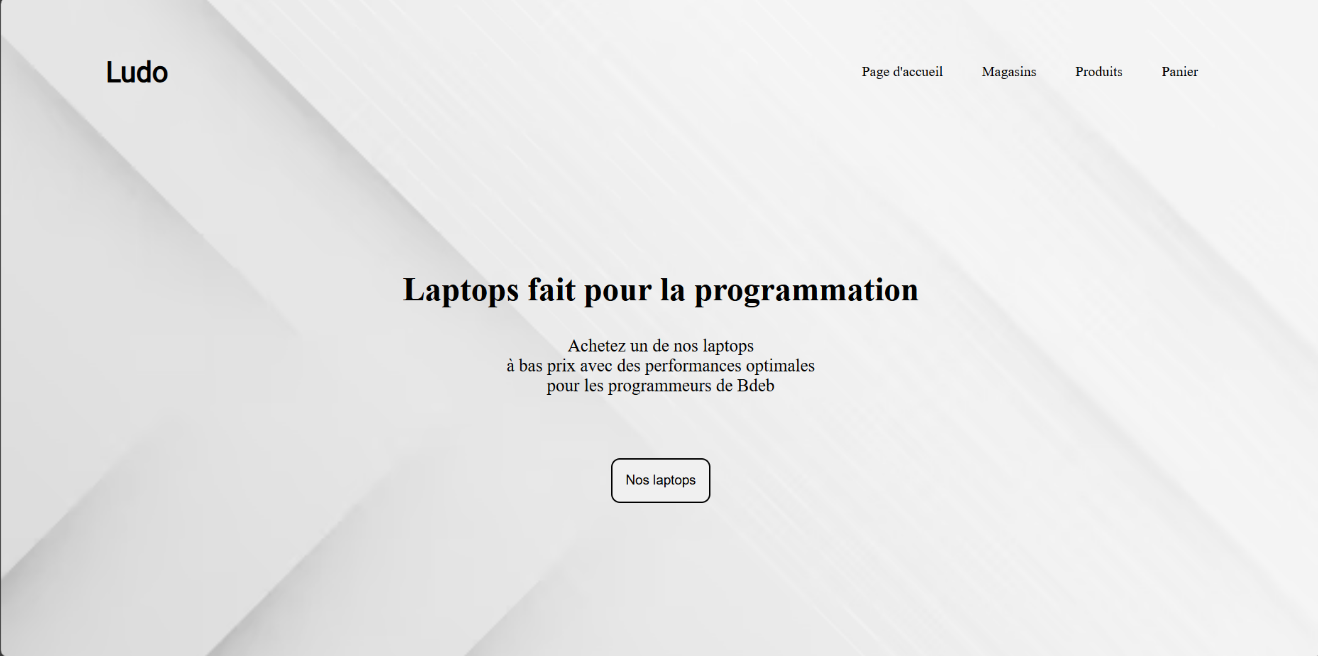 Ludo
Page d'accueil Magasins Produits Panier
Laptops fait pour la programmation
Achetez un de nos laptops
à bas prix avec des performances optimales
pour les programmeurs de Bdeb
Nos laptops